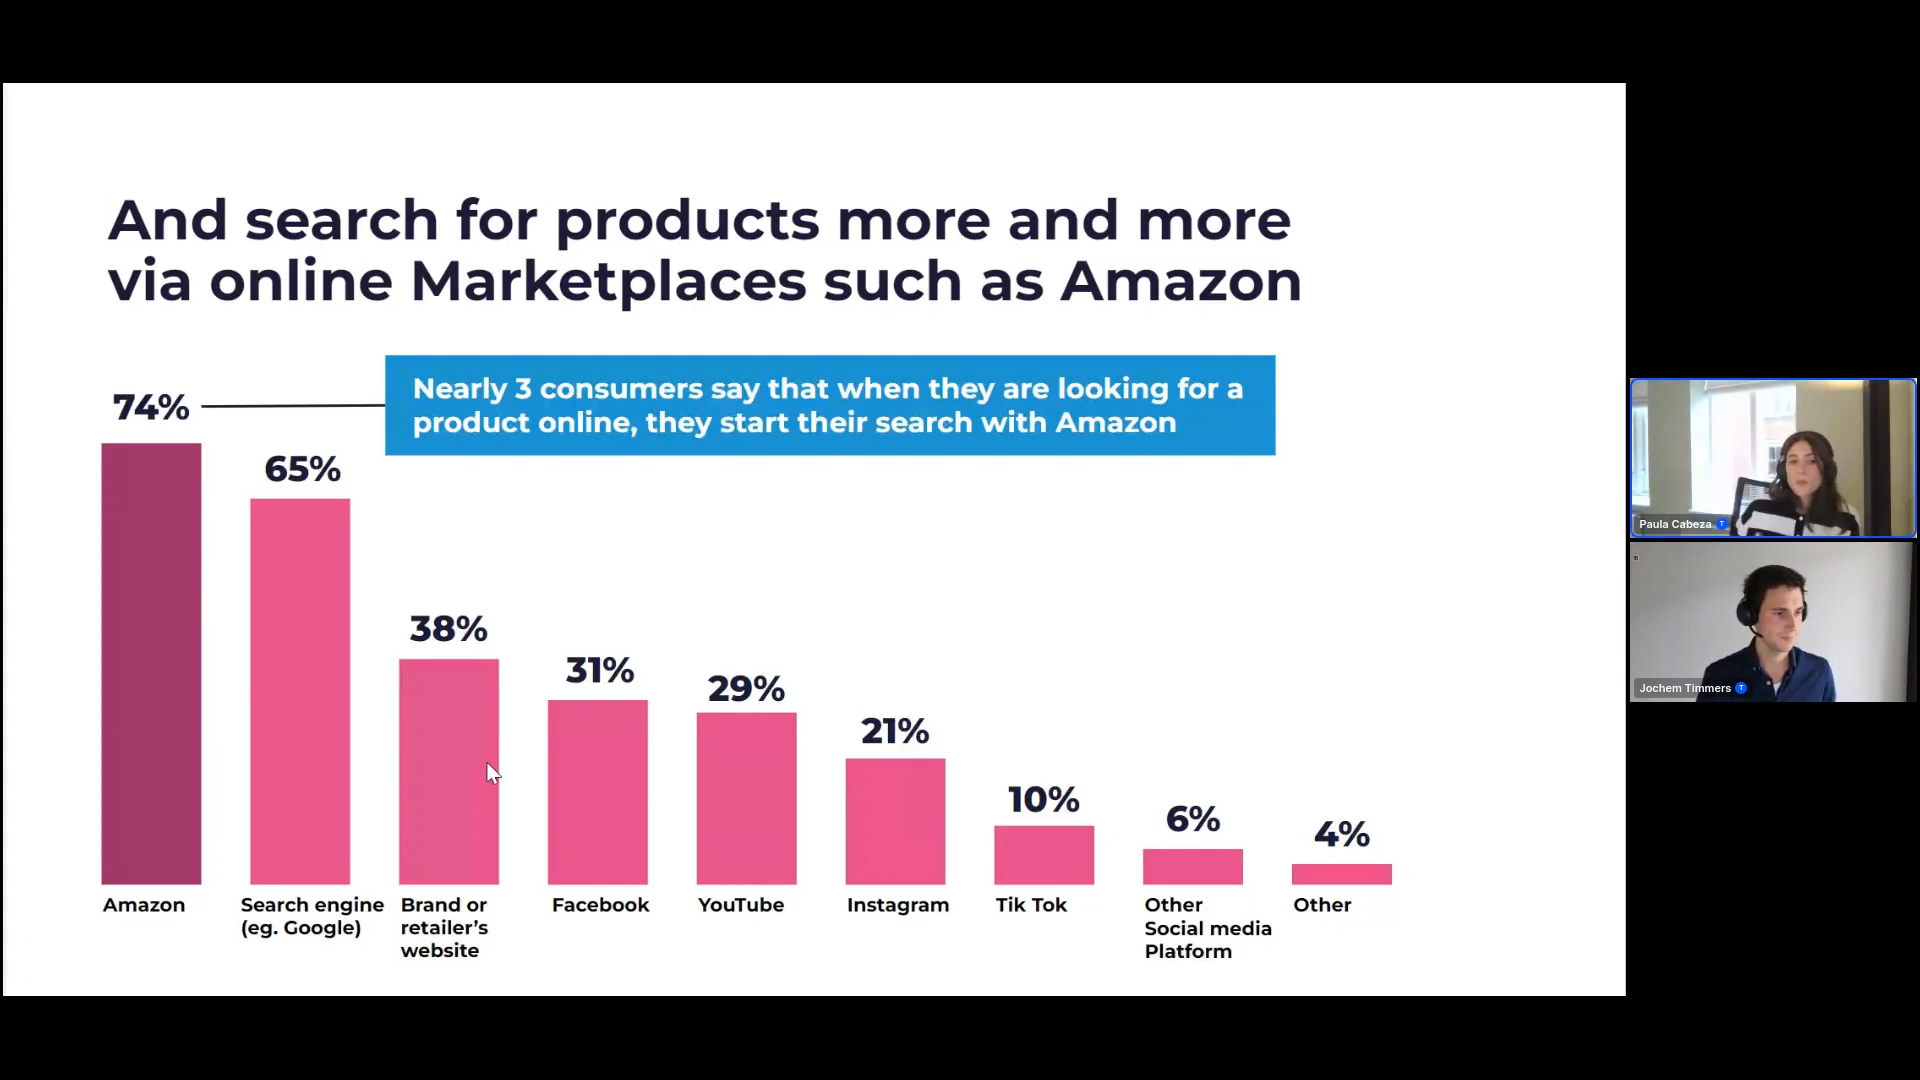 And search for products more and more
via online Marketplaces such as Amazon
Nearly 3 consumers say that when they are looking for a
product online, they start their search with Amazon
74%
65%
38%
31%
29%
21%
10%
6%
4%
Amazon
Search engine
(eg. Google)
Brand or
retailer's
website
Facebook
YouTube
Instagram
Tik Tok
Other
Social media
Platform
Other
Paula Cabeza T
Jochem Timmers T